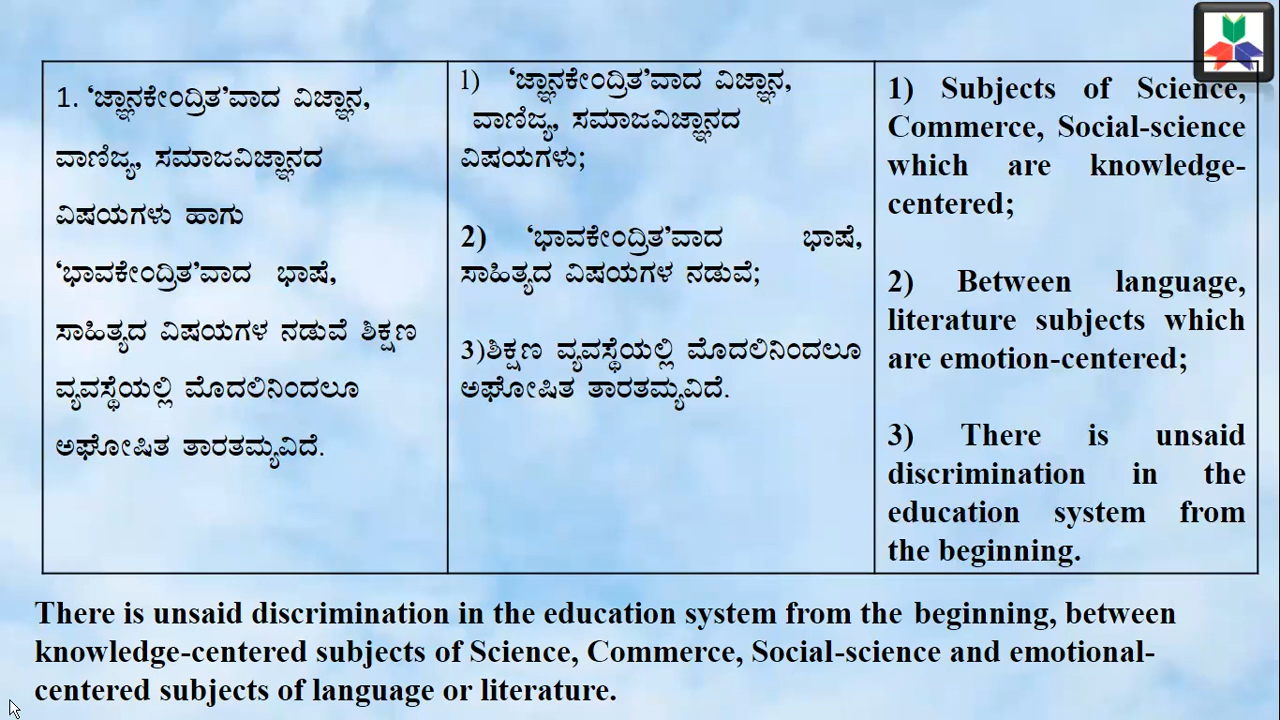 1. ‘ಜ್ಞಾನಕೇಂದ್ರಿತ’ವಾದ ವಿಜ್ಞಾನ,
ವಾಣಿಜ್ಯ, ಸಮಾಜವಿಜ್ಞಾನದ
ವಿಷಯಗಳು ಹಾಗು
‘ಭಾವಕೇಂದ್ರಿತ’ವಾದ ಭಾಷೆ,
ಸಾಹಿತ್ಯದ ವಿಷಯಗಳ ನಡುವೆ ಶಿಕ್ಷಣ
ವ್ಯವಸ್ಥೆಯಲ್ಲಿ ಮೊದಲಿನಿಂದಲೂ
ಅಘೋಷಿತ ತಾರತಮ್ಯವಿದೆ.
1) ‘ಜ್ಞಾನಕೇಂದ್ರಿತ’ವಾದ ವಿಜ್ಞಾನ,
ವಾಣಿಜ್ಯ, ಸಮಾಜವಿಜ್ಞಾನದ
ವಿಷಯಗಳು;
2) ‘ಭಾವಕೇಂದ್ರಿತ’ವಾದ ಭಾಷೆ,
ಸಾಹಿತ್ಯದ ವಿಷಯಗಳ ನಡುವೆ;
3)ಶಿಕ್ಷಣ ವ್ಯವಸ್ಥೆಯಲ್ಲಿ ಮೊದಲಿನಿಂದಲೂ
ಅಘೋಷಿತ ತಾರತಮ್ಯವಿದೆ.
1) Subjects of Science,
Commerce, Social-science
which are knowledge-
centered;
2) Between language,
literature subjects which
are emotion-centered;
3) There is unsaid
discrimination in the
education system from
the beginning.
There is unsaid discrimination in the education system from the beginning, between
knowledge-centered subjects of Science, Commerce, Social-science and emotional-
centered subjects of language or literature.